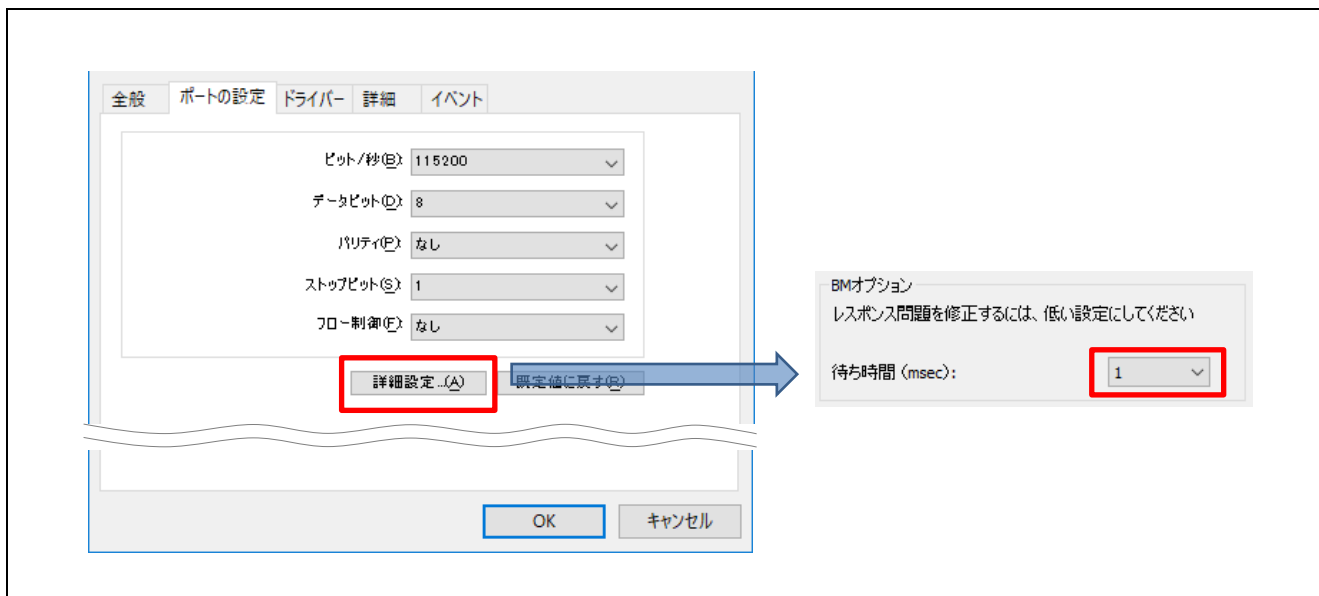 全般 ポートの設定 ドライバー 詳細 イベント
ビット/秒(B): 115200
データ ビット(D): 8
パリティ(P): なし
ストップ ビット(S): 1
フロー制御(F): なし
詳細設定...(A) 既定値に戻す(R)
OK キャンセル
BMオプション
レスポンス問題を修正するには、低い設定にしてください
待ち時間 (msec): 1